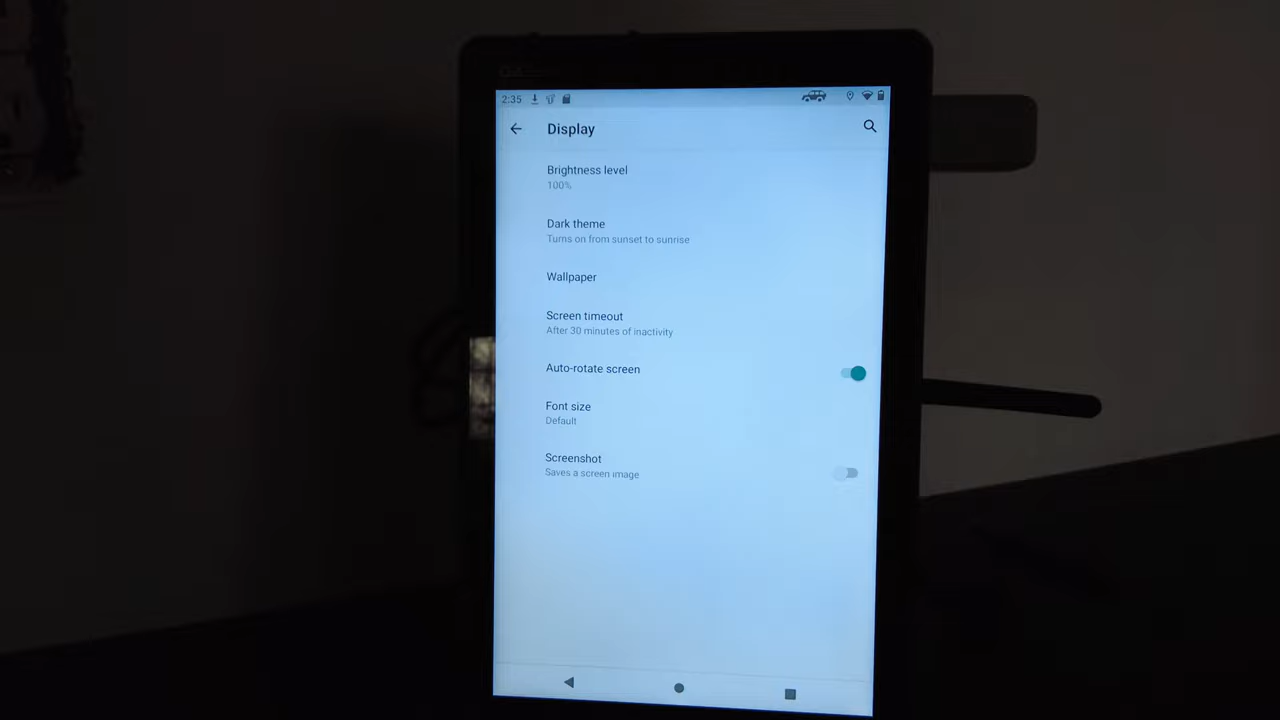 2:35
Display
Brightness level
100%
Dark theme
Turns on from sunset to sunrise
Wallpaper
Screen timeout
After 30 minutes of inactivity
Auto-rotate screen
Font size
Default
Screenshot
Saves a screen image